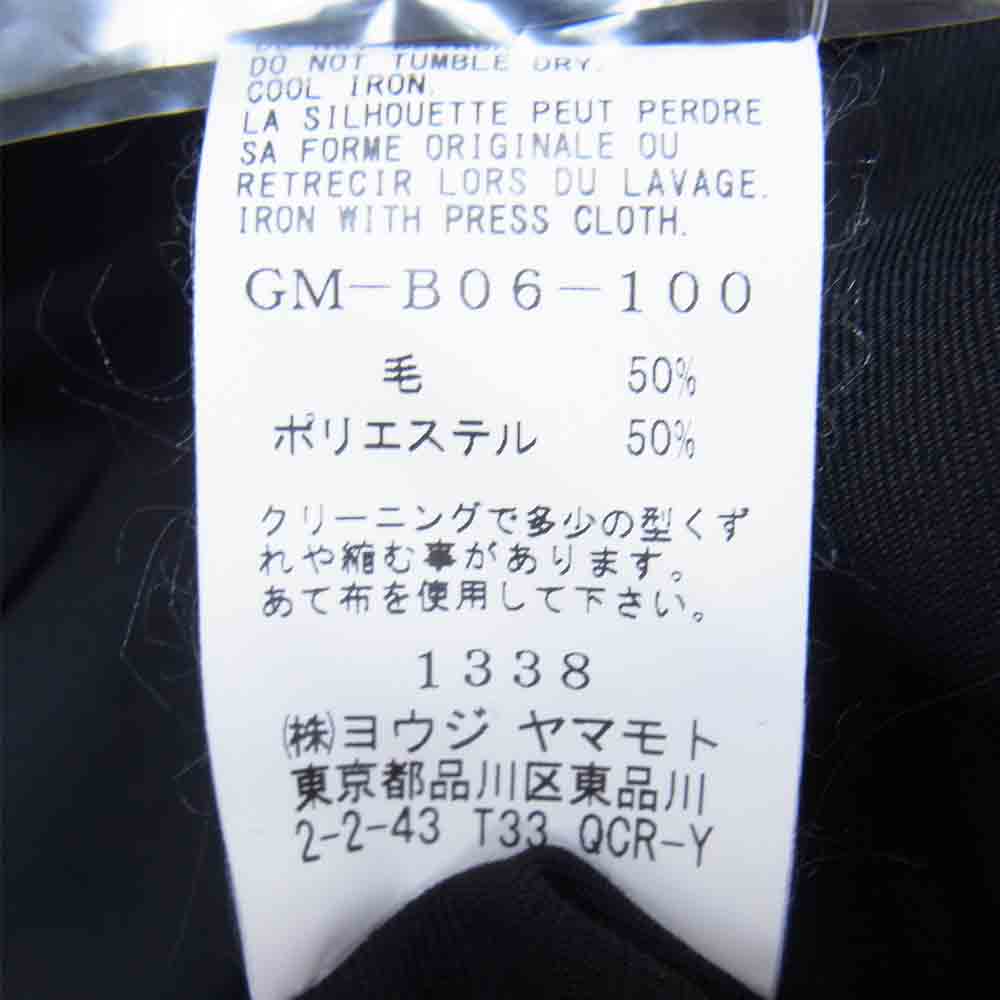 DO NOT TUMBLE DRY.
COOL IRON.
LA SILHOUETTE PEUT PERDRE
SA FORME ORIGINALE OU
RETRECIR LORS DU LAVAGE.
IRON WITH PRESS CLOTH.
GM-B06-100
毛 50%
ポリエステル 50%
クリーニングで多少の型くず
れや縮む事があります。
あて布を使用して下さい。
1338
㈱ヨウジ ヤマモト
東京都品川区東品川
2-2-43 T33 QCR-Y